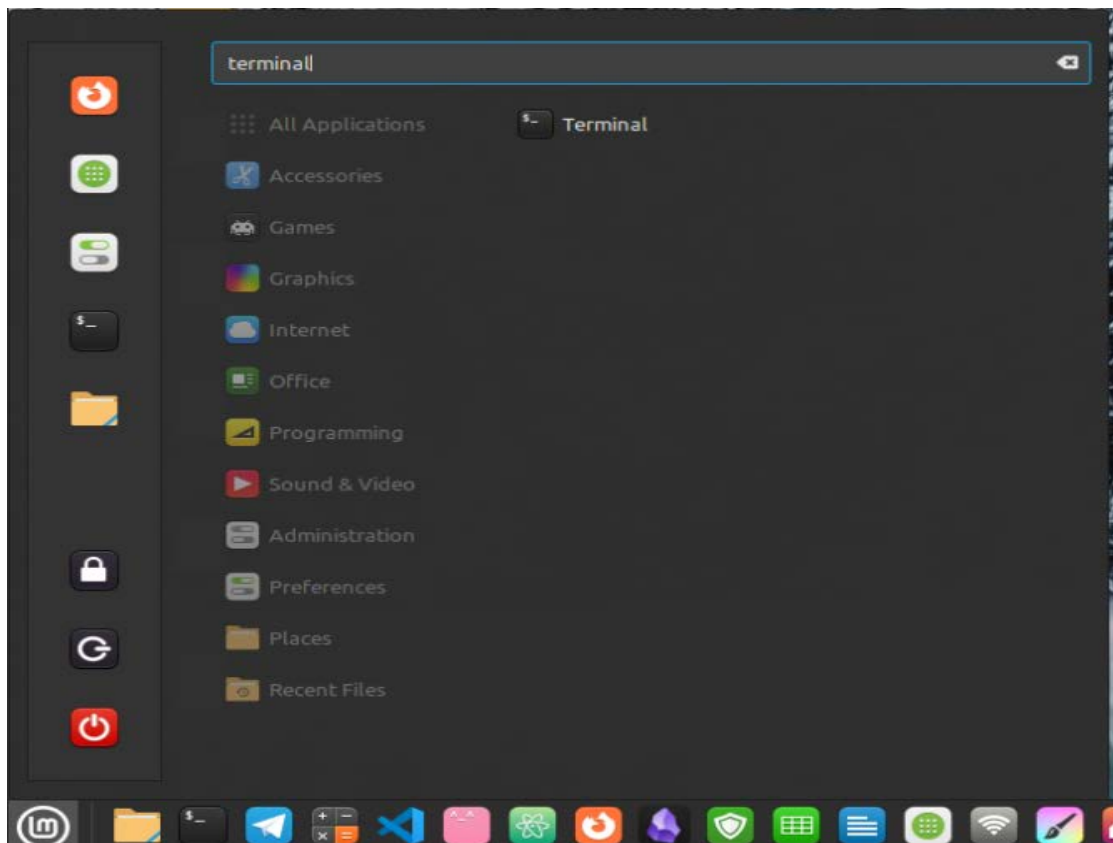 terminal
All Applications
Terminal
Accessories
Games
Graphics
Internet
Office
Programming
Sound & Video
Administration
Preferences
Places
Recent Files